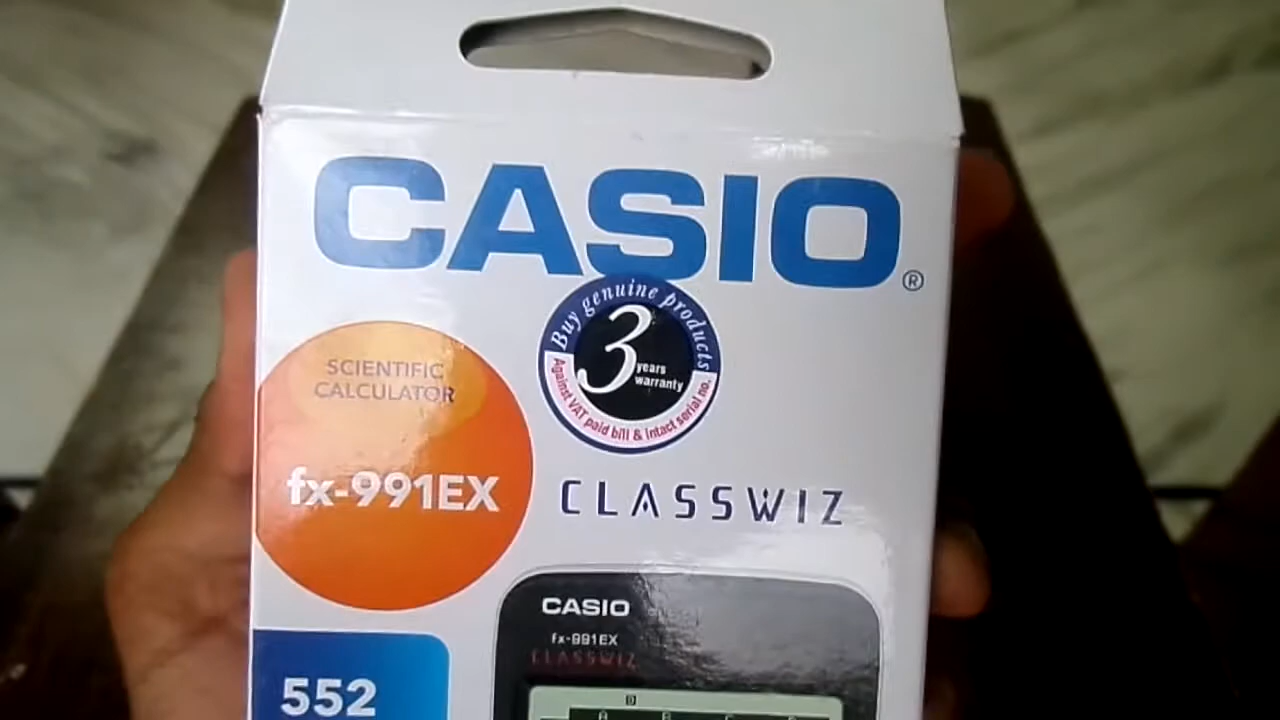 CASIO®
Buy genuine products
3 years warranty
Against VAT paid bill & intact serial no.
SCIENTIFIC
CALCULATOR
fx-991EX
CLASSWIZ
CASIO
fx-991EX
CLASSWIZ
552
D